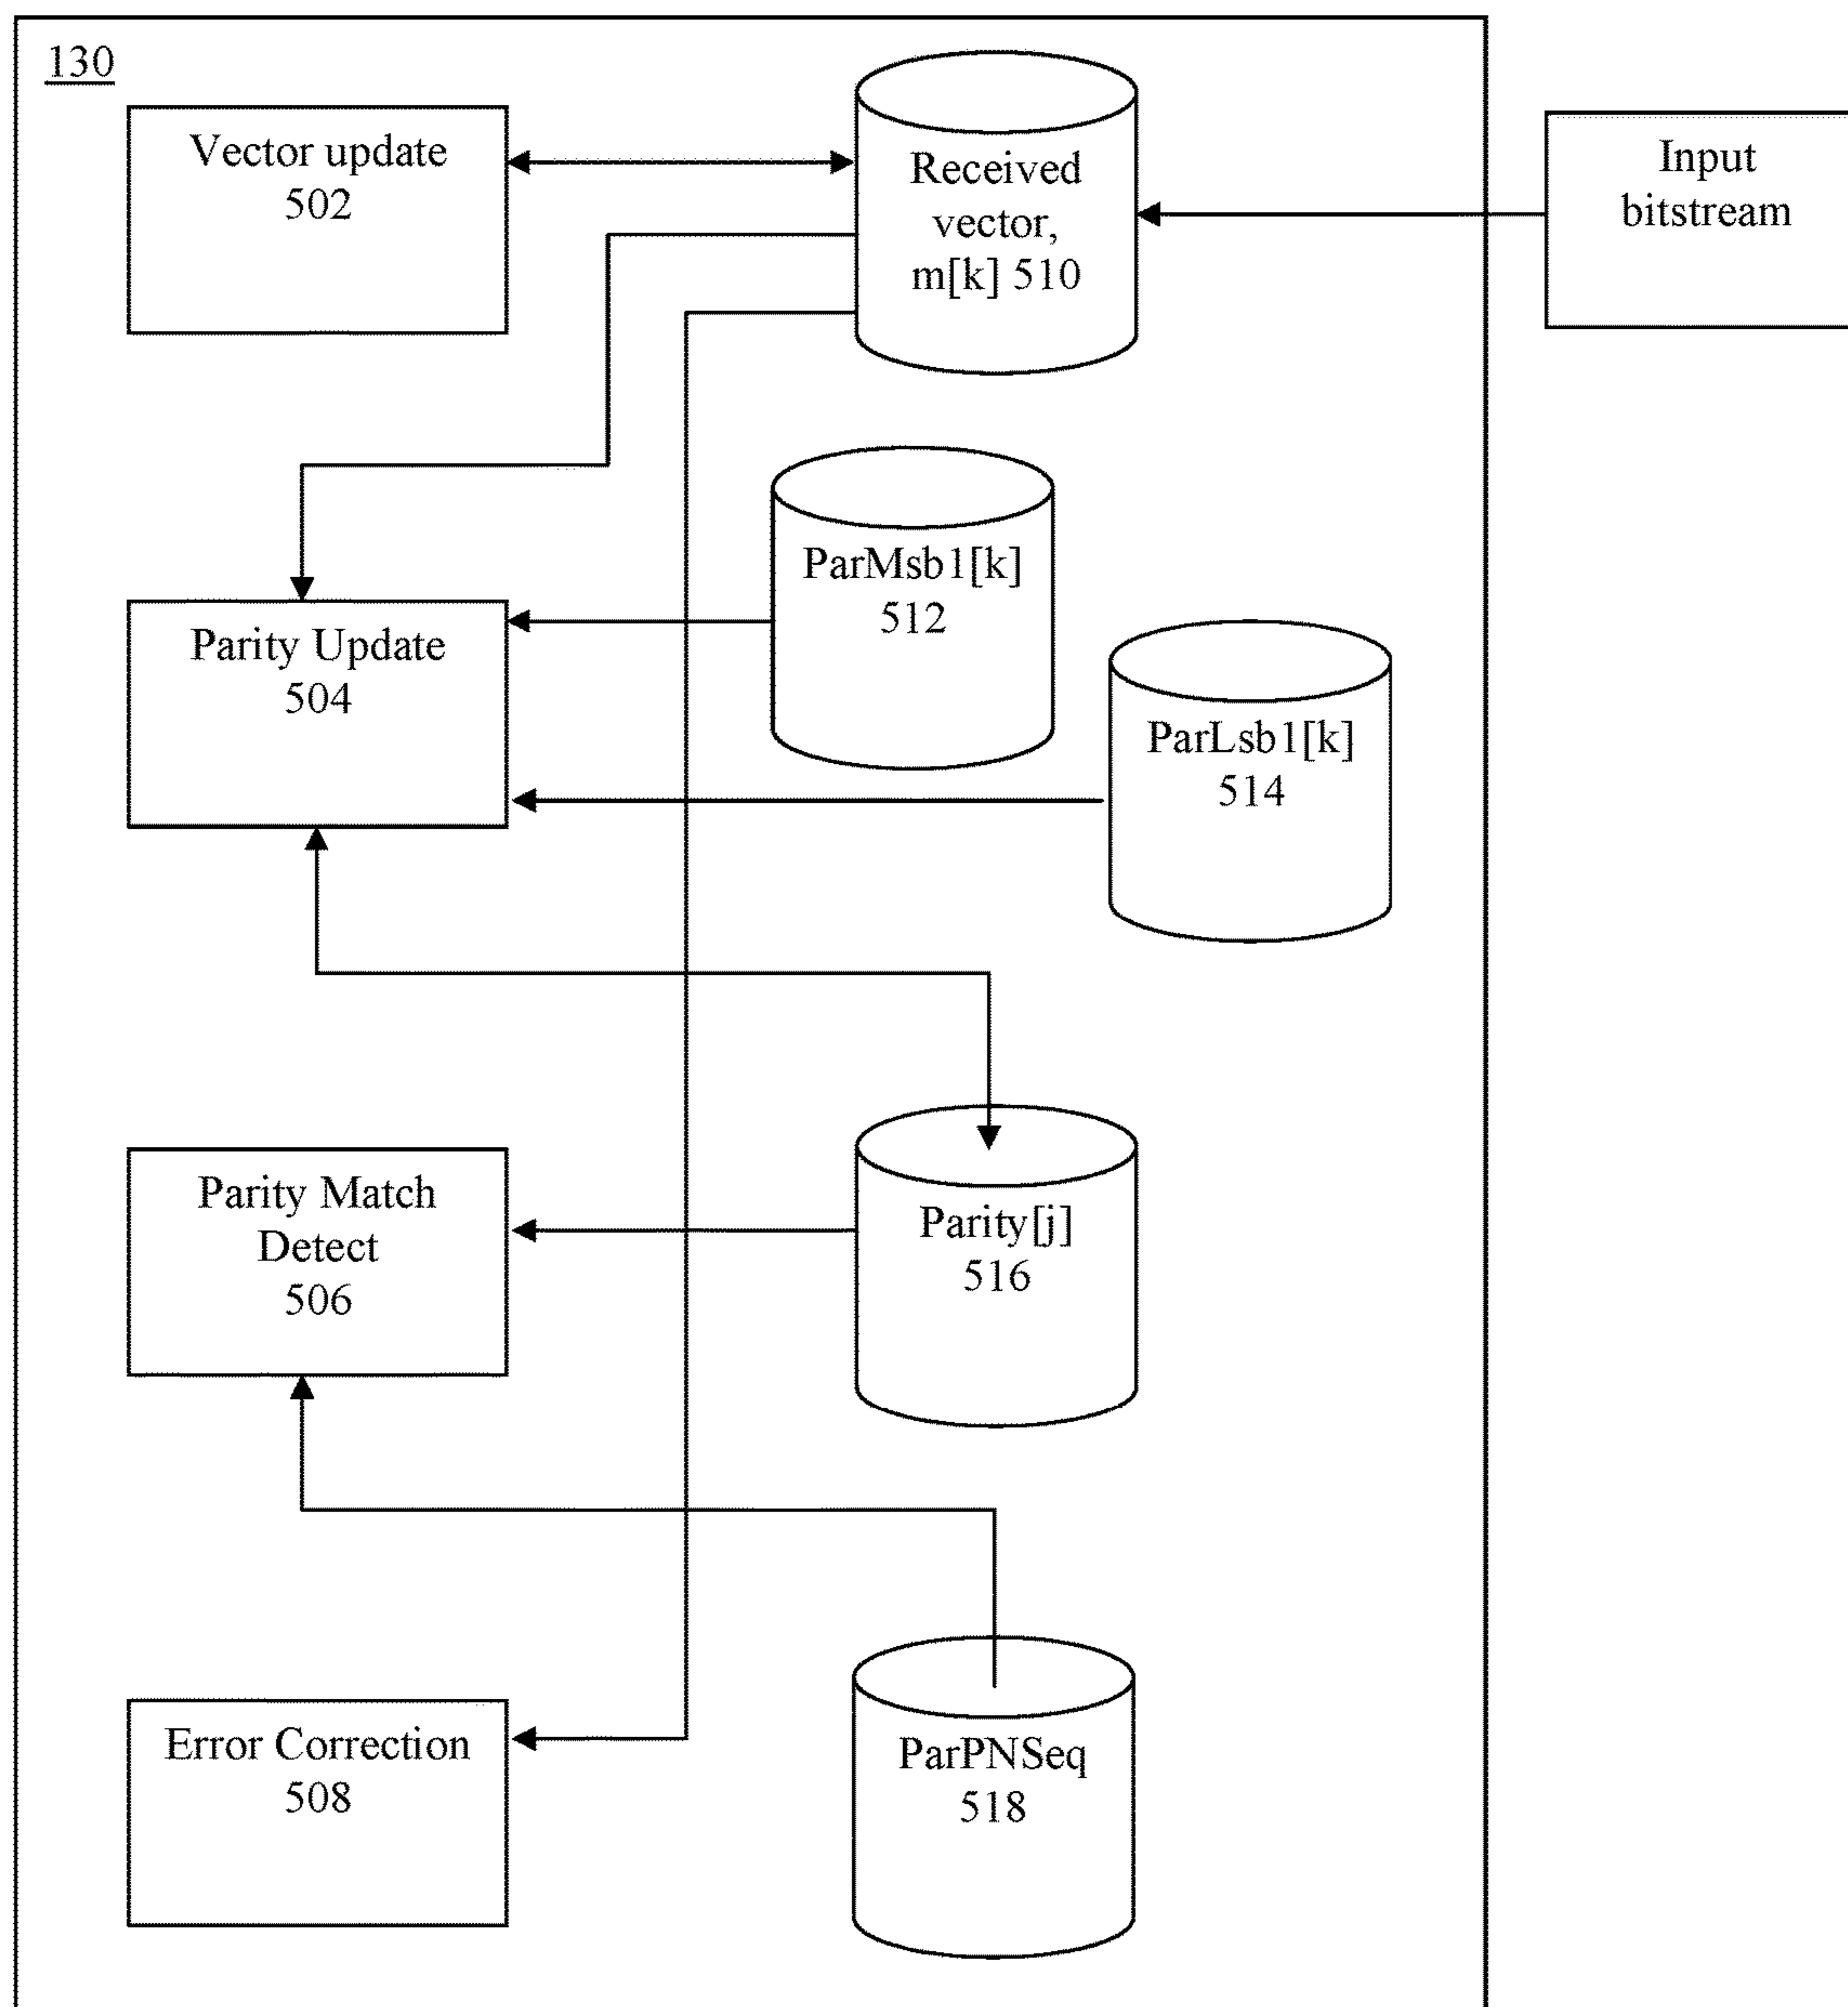 130
Vector update
502
Received
vector,
m[k] 510
Input
bitstream
ParMsb1[k]
512
Parity Update
504
ParLsb1[k]
514
Parity Match
Detect
506
Parity[j]
516
Error Correction
508
ParPNSeq
518